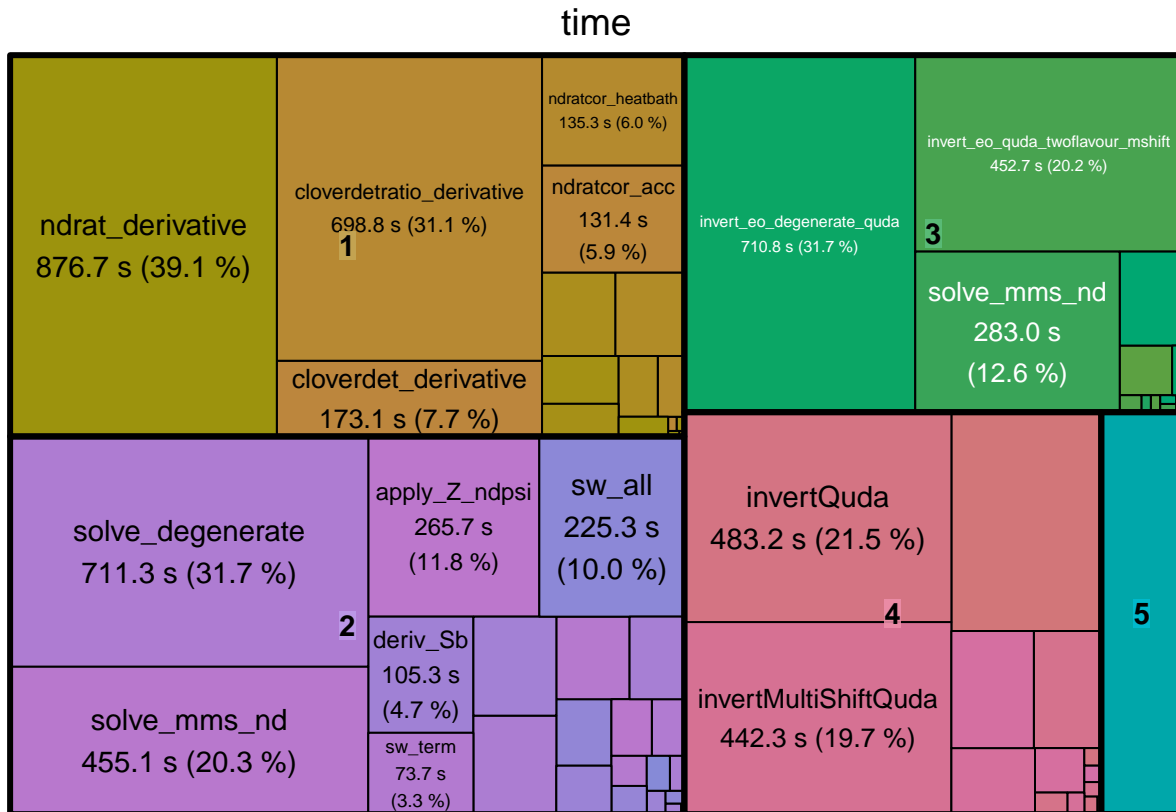 time
ndrat_derivative
876.7 s (39.1 %)
cloverdetratio_derivative
698.8 s (31.1 %)
1
cloverdet_derivative
173.1 s (7.7 %)
ndratcor_heatbath
135.3 s (6.0 %)
ndratcor_acc
131.4 s
(5.9 %)
invert_eo_degenerate_quda
710.8 s (31.7 %)
invert_eo_quda_twoflavour_mshift
452.7 s (20.2 %)
3
solve_mms_nd
283.0 s
(12.6 %)
solve_degenerate
711.3 s (31.7 %)
2
solve_mms_nd
455.1 s (20.3 %)
apply_Z_ndpsi
265.7 s
(11.8 %)
sw_all
225.3 s
(10.0 %)
deriv_Sb
105.3 s
(4.7 %)
sw_term
73.7 s
(3.3 %)
invertQuda
483.2 s (21.5 %)
4
invertMultiShiftQuda
442.3 s (19.7 %)
5